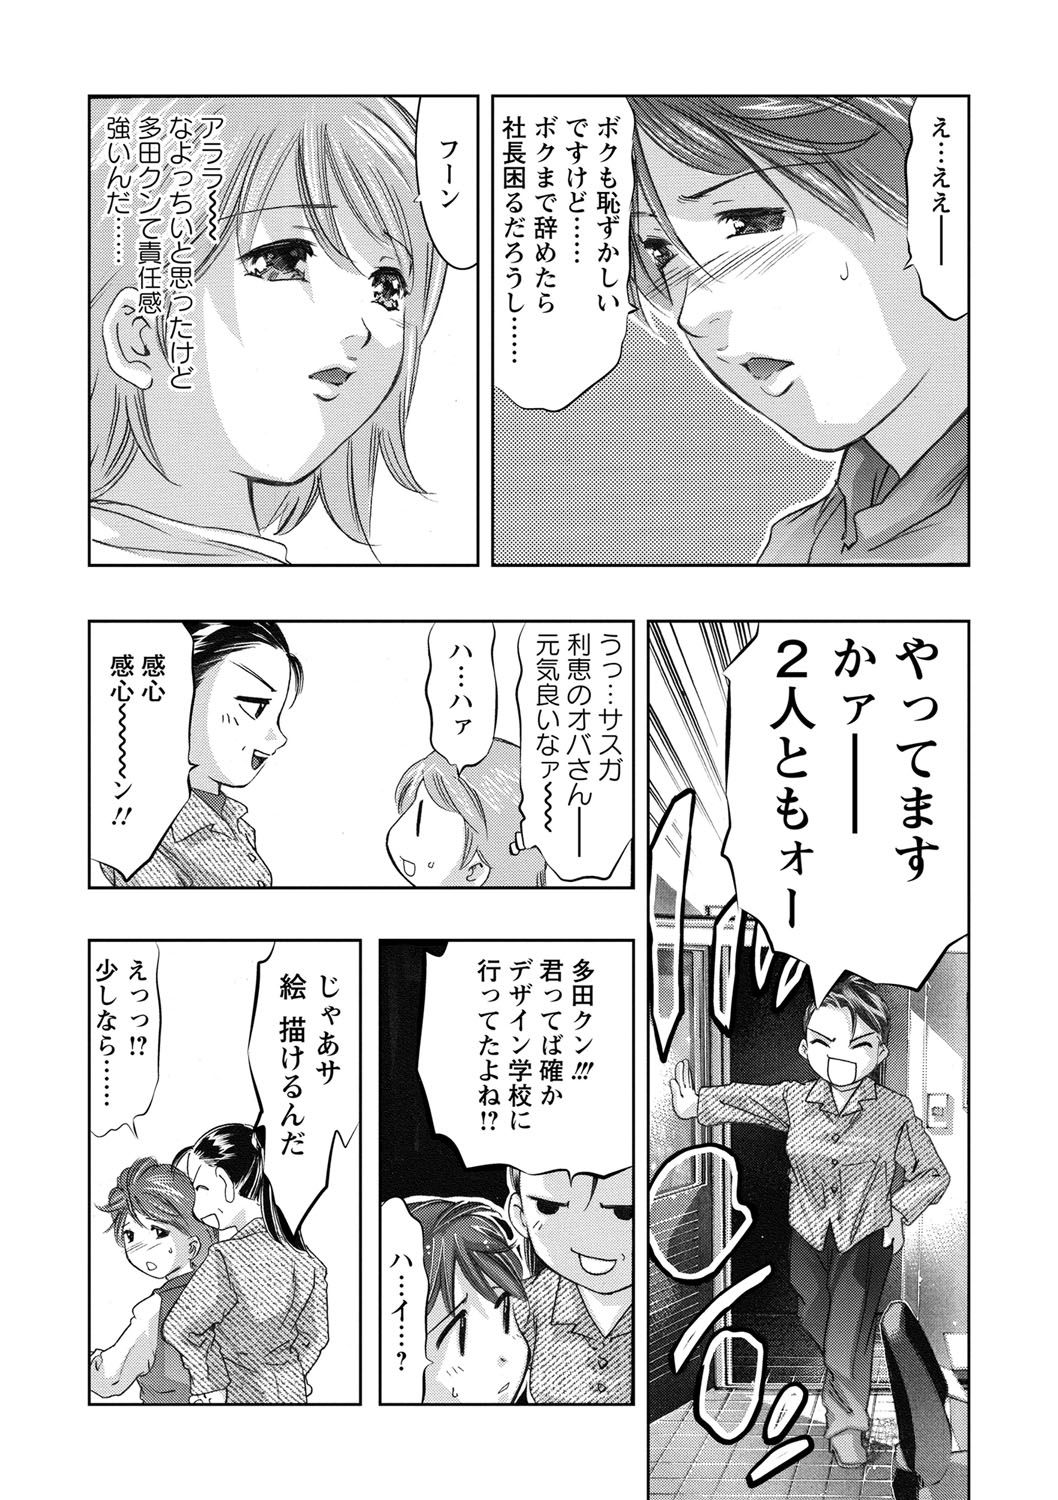 え…ええ━━
ボクも恥ずかしい
ですけど……
ボクまで辞めたら
社長困るだろうし……
フーン
アララ〜〜〜
なよっちいと思ったけど
多田クンて責任感
強いんだ……
やってます
かァ━━
２人ともォー
うっ…サスガ
利恵のオバさん━━
元気良いなァ〜〜〜
ハ…ハァ
感心
感心〜〜〜〜ン!!
多田クン!!!
君ってば確か
デザイン学校に
行ってたよね!?
ハ…イ…?
じゃあサ
絵 描けるんだ
えっっ!?
少しなら……